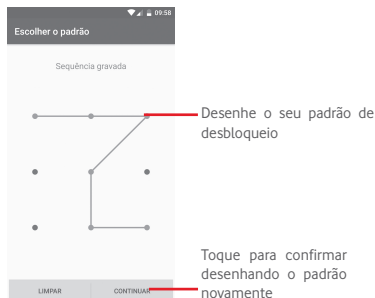 09:58
Escolher o padrão
Sequência gravada
Desenhe o seu padrão de
desbloqueio
Toque para confirmar
desenhando o padrão
novamente
LIMPAR
CONTINUAR